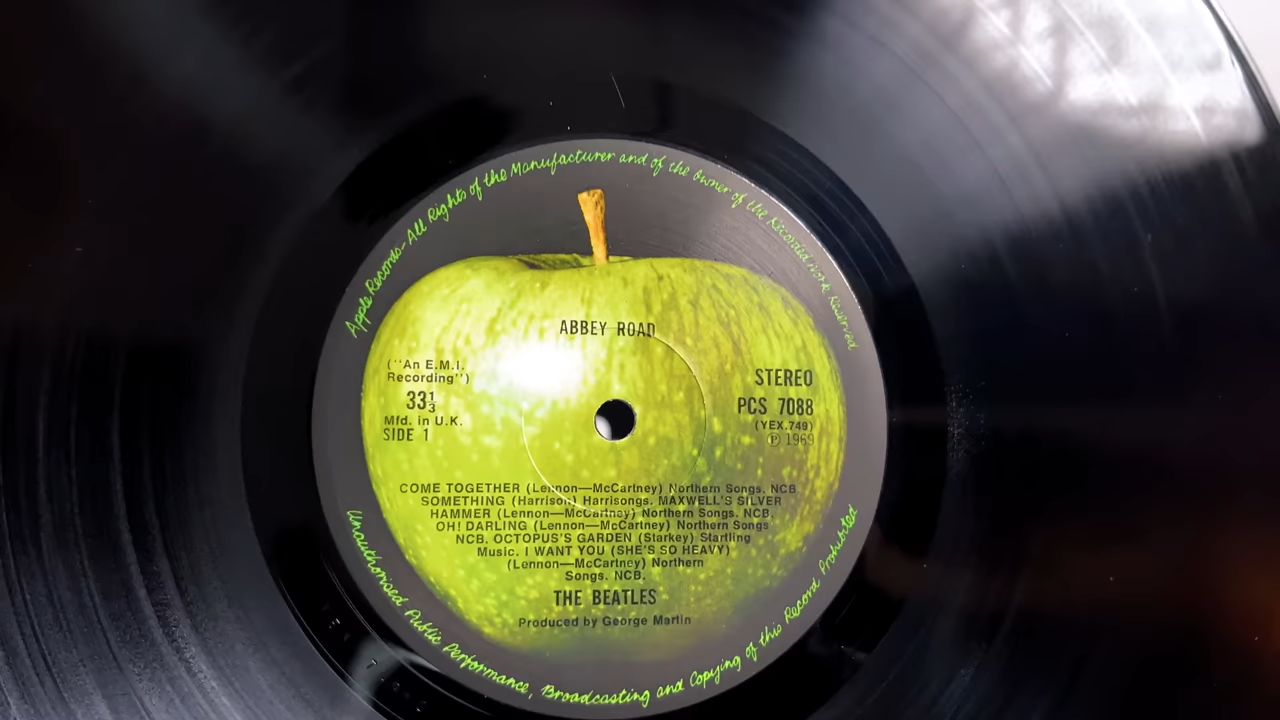 Apple Records-All Rights of the Manufacturer and of the Owner of the Recorded Work Reserved
ABBEY ROAD
(''An E.M.I.
Recording'')
33⅓
Mfd. in U.K.
SIDE 1
STEREO
PCS 7088
(YEX.749)
℗ 1969
COME TOGETHER (Lennon—McCartney) Northern Songs. NCB
SOMETHING (Harrison) Harrisongs. MAXWELL'S SILVER
HAMMER (Lennon—McCartney) Northern Songs. NCB.
OH! DARLING (Lennon—McCartney) Northern Songs
NCB. OCTOPUS'S GARDEN (Starkey) Startling
Music. I WANT YOU (SHE'S SO HEAVY)
(Lennon—McCartney) Northern
Songs. NCB.
THE BEATLES
Produced by George Martin
Unauthorised Public Performance, Broadcasting and Copying of this Record Prohibited